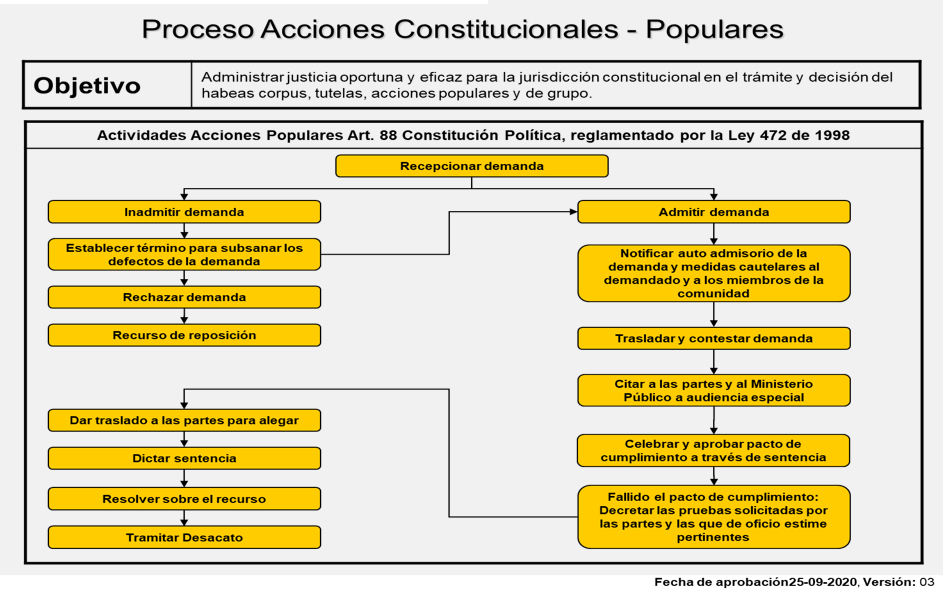 Proceso Acciones Constitucionales - Populares
Objetivo
Administrar justicia oportuna y eficaz para la jurisdicción constitucional en el trámite y decisión del
habeas corpus, tutelas, acciones populares y de grupo.
Actividades Acciones Populares Art. 88 Constitución Política, reglamentado por la Ley 472 de 1998
Recepcionar demanda
Inadmitir demanda
Establecer término para subsanar los
defectos de la demanda
Rechazar demanda
Recurso de reposición
Admitir demanda
Notificar auto admisorio de la
demanda y medidas cautelares al
demandado y a los miembros de la
comunidad
Trasladar y contestar demanda
Citar a las partes y al Ministerio
Público a audiencia especial
Celebrar y aprobar pacto de
cumplimiento a través de sentencia
Fallido el pacto de cumplimiento:
Decretar las pruebas solicitadas por
las partes y las que de oficio estime
pertinentes
Dar traslado a las partes para alegar
Dictar sentencia
Resolver sobre el recurso
Tramitar Desacato
Fecha de aprobación25-09-2020, Versión: 03